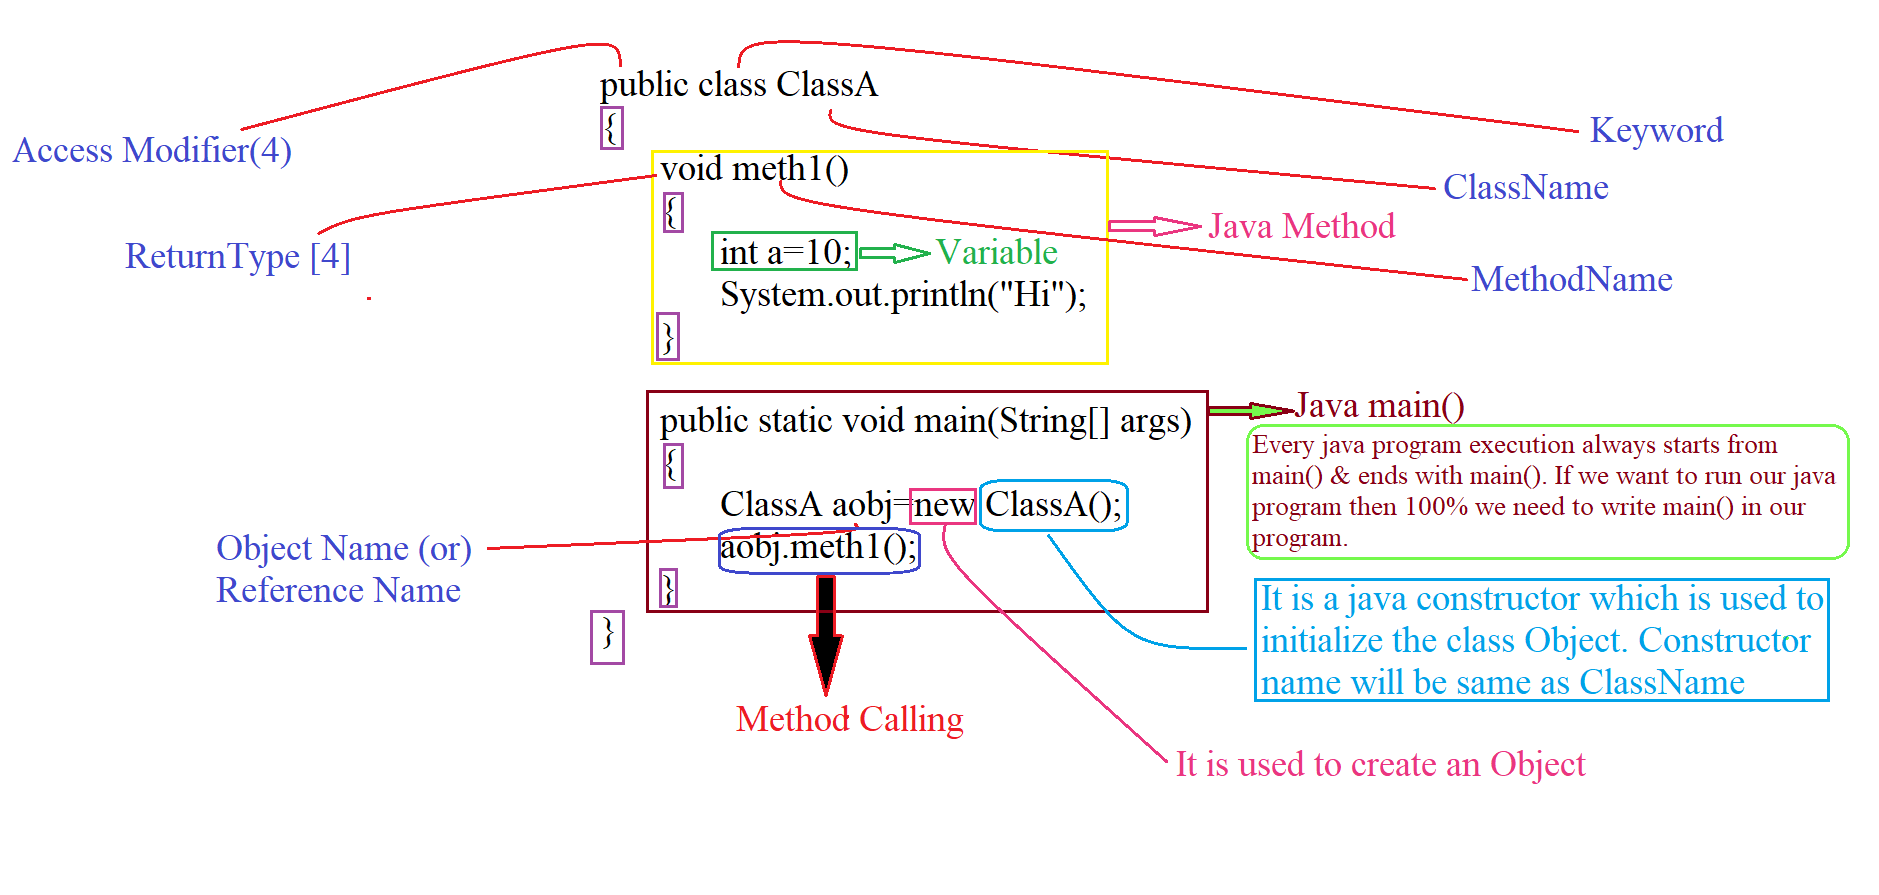 public class ClassA
{
Access Modifier(4)
Keyword
void meth1()
ClassName
{
Java Method
ReturnType [4]
int a=10;
Variable
MethodName
System.out.println("Hi");
}
Java main()
public static void main(String[] args)
Every java program execution always starts from
main() & ends with main(). If we want to run our java
program then 100% we need to write main() in our
program.
{
ClassA aobj=new ClassA();
Object Name (or)
Reference Name
aobj.meth1();
}
}
It is a java constructor which is used to
initialize the class Object. Constructor
name will be same as ClassName
Method Calling
It is used to create an Object